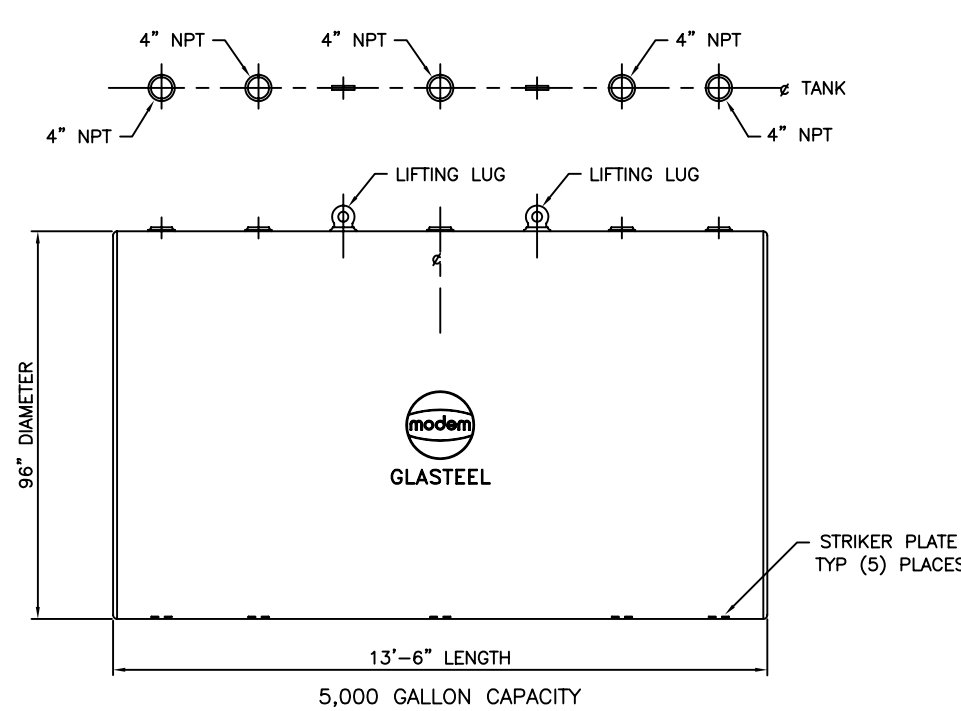 4" NPT
4" NPT
4" NPT
4" NPT
4" NPT
℄ TANK
LIFTING LUG
LIFTING LUG
℄
96" DIAMETER
modern
GLASTEEL
STRIKER PLATE
TYP (5) PLACES
13'-6" LENGTH
5,000 GALLON CAPACITY